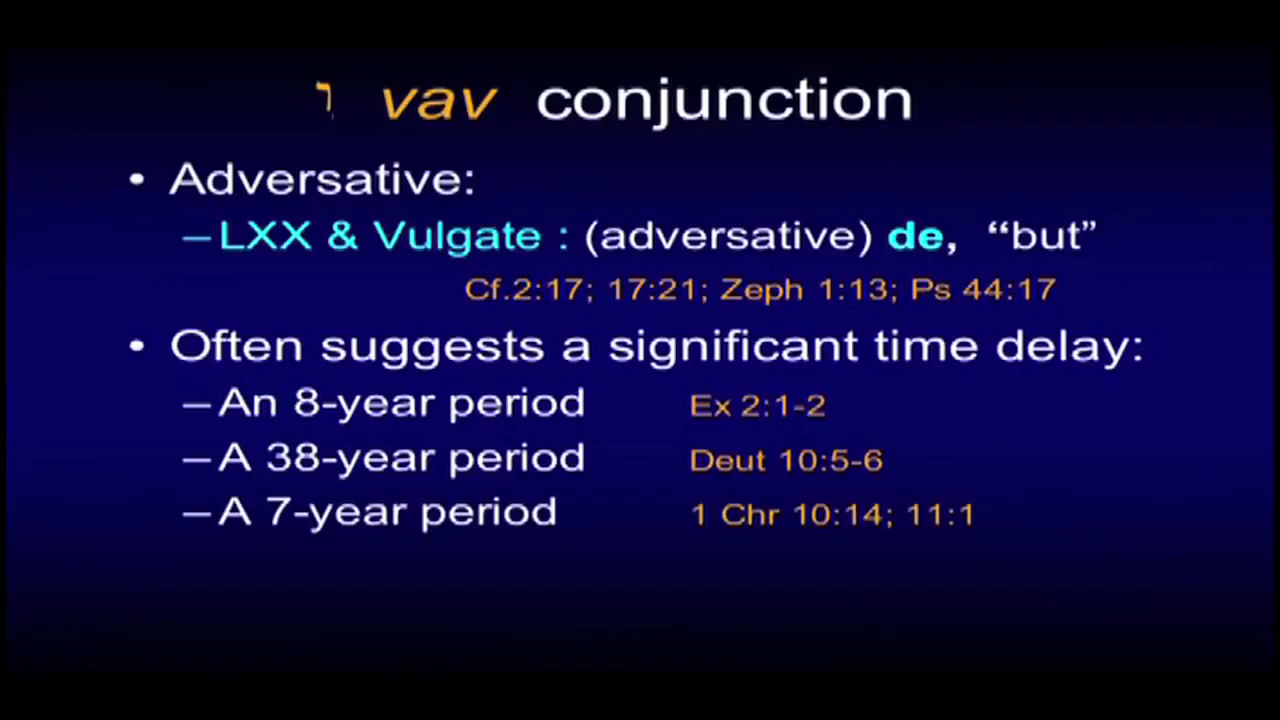 ו vav conjunction
• Adversative:
–LXX & Vulgate : (adversative) de, “but”
Cf.2:17; 17:21; Zeph 1:13; Ps 44:17
• Often suggests a significant time delay:
–An 8-year period Ex 2:1-2
–A 38-year period Deut 10:5-6
–A 7-year period 1 Chr 10:14; 11:1